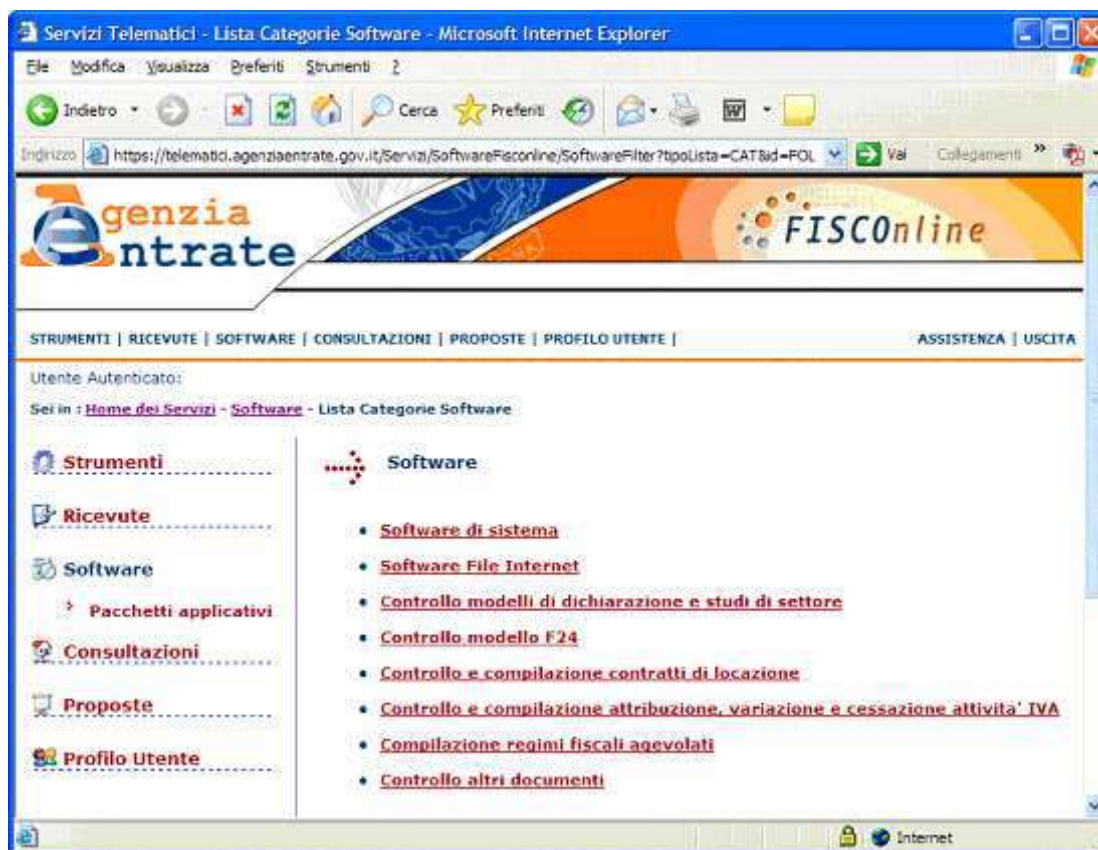 Servizi Telematici - Lista Categorie Software - Microsoft Internet Explorer
File Modifica Visualizza Preferiti Strumenti ?
Indietro Cerca Preferiti
Indirizzo https://telematici.agenziaentrate.gov.it/Servizi/SoftwareFisconline/SoftwareFilter?tipoLista=CAT&id=FOL Vai Collegamenti »
Agenzia
Entrate
FISCOnline
STRUMENTI | RICEVUTE | SOFTWARE | CONSULTAZIONI | PROPOSTE | PROFILO UTENTE | ASSISTENZA | USCITA
Utente Autenticato:
Sei in : Home dei Servizi - Software - Lista Categorie Software
Strumenti
Ricevute
Software
Pacchetti applicativi
Consultazioni
Proposte
Profilo Utente
Software
Software di sistema
Software File Internet
Controllo modelli di dichiarazione e studi di settore
Controllo modello F24
Controllo e compilazione contratti di locazione
Controllo e compilazione attribuzione, variazione e cessazione attivita' IVA
Compilazione regimi fiscali agevolati
Controllo altri documenti
Internet